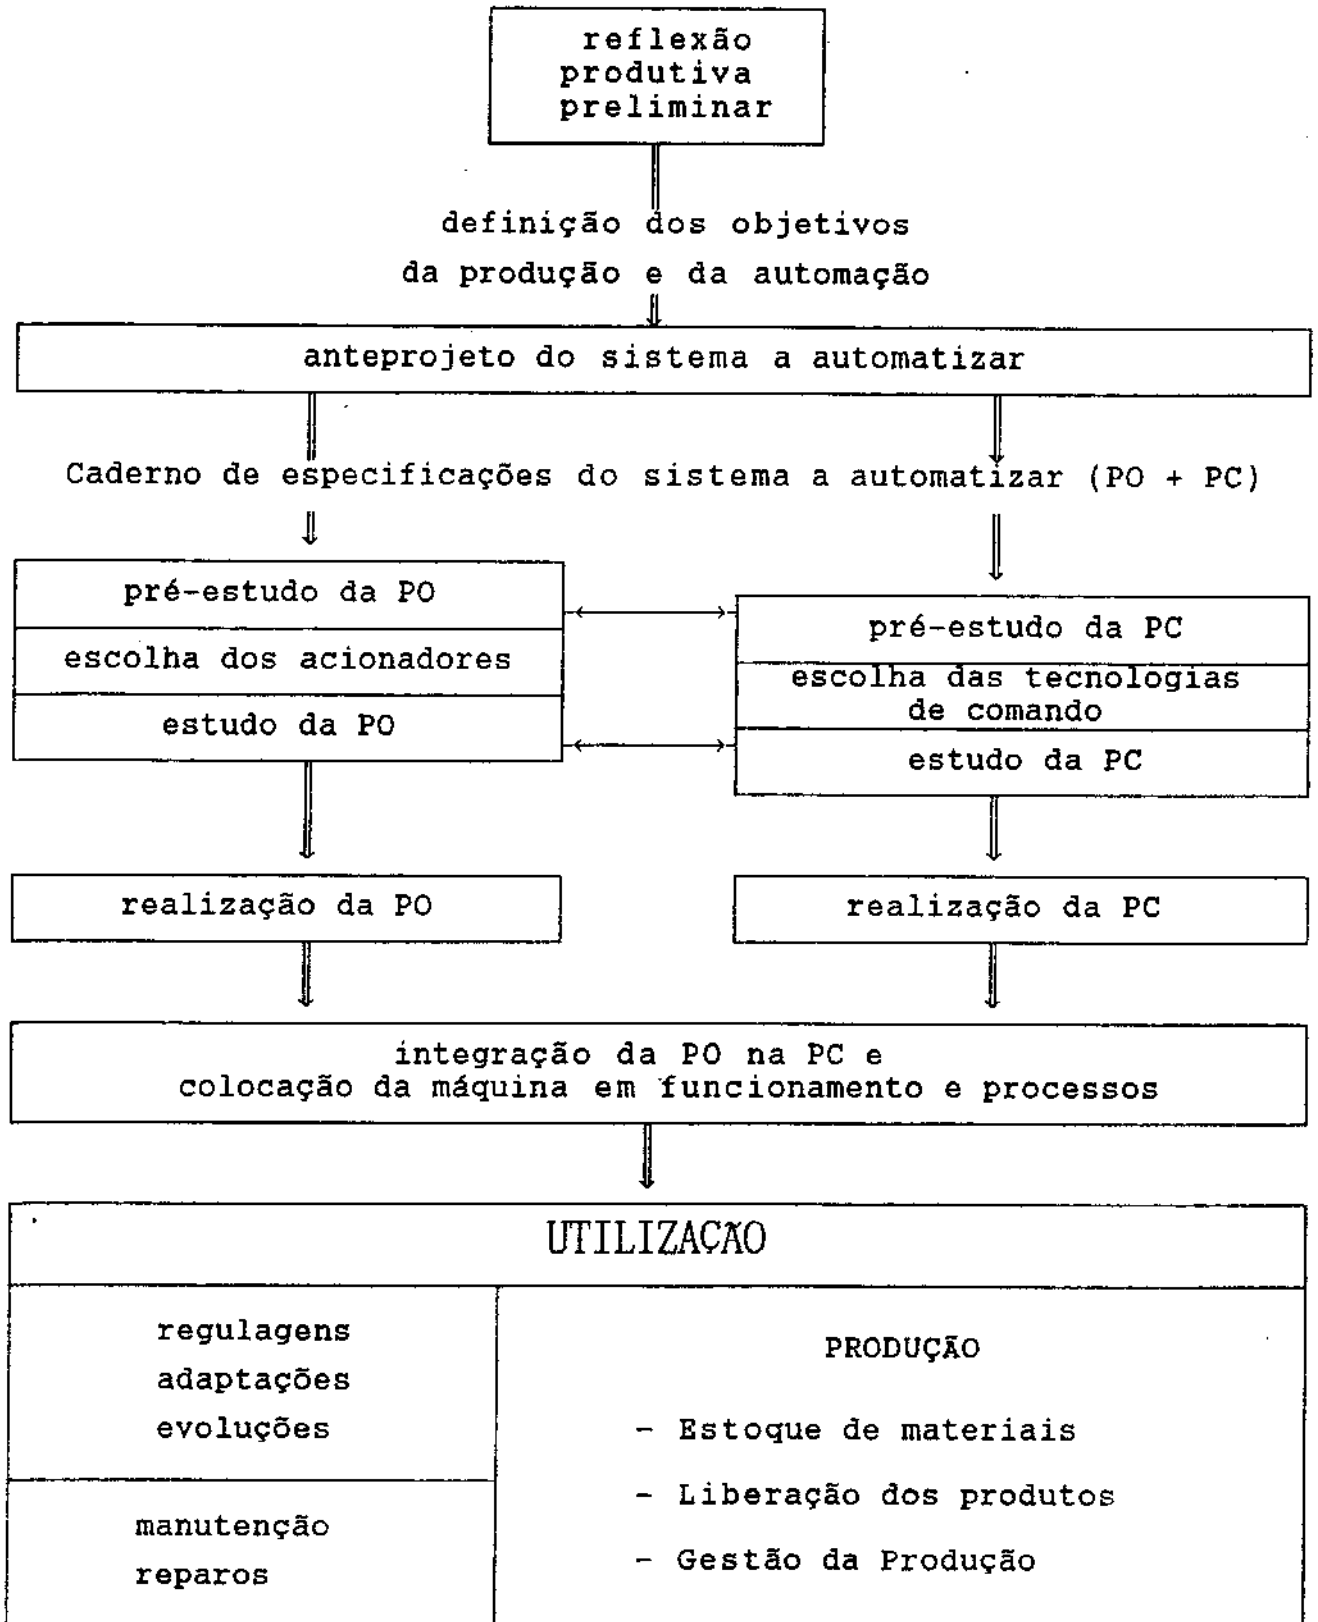 reflexão
produtiva
preliminar
definição dos objetivos
da produção e da automação
anteprojeto do sistema a automatizar
Caderno de especificações do sistema a automatizar (PO + PC)
pré-estudo da PO
escolha dos acionadores
estudo da PO
pré-estudo da PC
escolha das tecnologias
de comando
estudo da PC
realização da PO
realização da PC
integração da PO na PC e
colocação da máquina em funcionamento e processos
UTILIZAÇÃO
regulagens
adaptações
evoluções
manutenção
reparos
PRODUÇÃO
- Estoque de materiais
- Liberação dos produtos
- Gestão da Produção